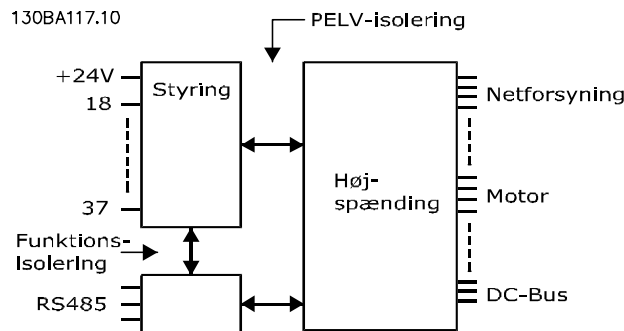 130BA117.10
PELV-isolering
+24V
Styring
18
Netforsyning
Høj-
spænding
37
Motor
Funktions-
isolering
RS485
DC-Bus